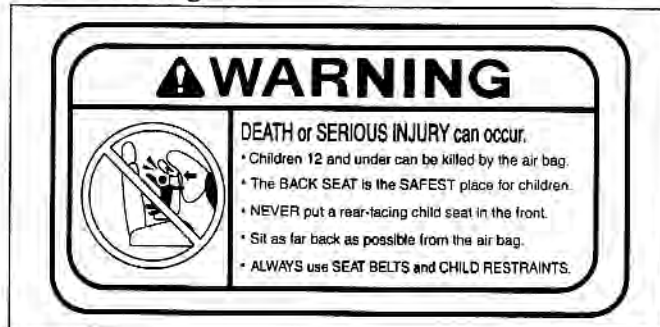 WARNING
DEATH or SERIOUS INJURY can occur.
• Children 12 and under can be killed by the air bag.
• The BACK SEAT is the SAFEST place for children.
• NEVER put a rear-facing child seat in the front.
• Sit as far back as possible from the air bag.
• ALWAYS use SEAT BELTS and CHILD RESTRAINTS.